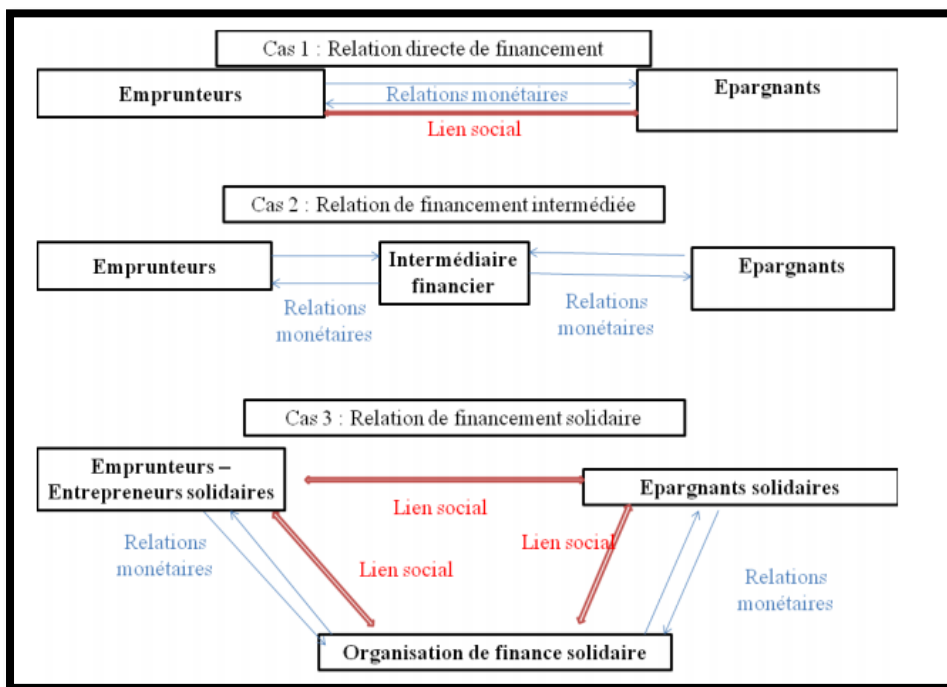 Cas 1 : Relation directe de financement
Emprunteurs
Epargnants
Relations monétaires
Lien social
Cas 2 : Relation de financement intermédiée
Emprunteurs
Intermédiaire
financier
Epargnants
Relations
monétaires
Relations
monétaires
Cas 3 : Relation de financement solidaire
Emprunteurs –
Entrepreneurs solidaires
Epargnants solidaires
Lien social
Relations
monétaires
Lien social
Lien social
Relations
monétaires
Organisation de finance solidaire